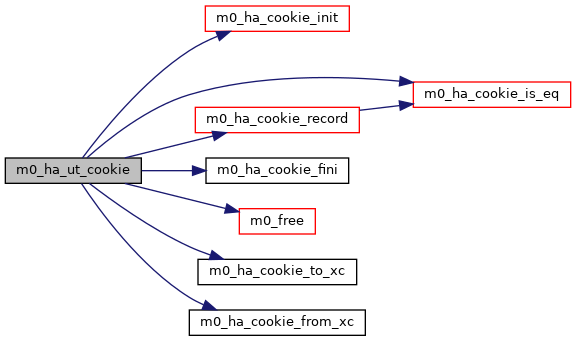 m0_ha_cookie_init
m0_ha_cookie_is_eq
m0_ha_cookie_record
m0_ha_ut_cookie
m0_ha_cookie_fini
m0_free
m0_ha_cookie_to_xc
m0_ha_cookie_from_xc